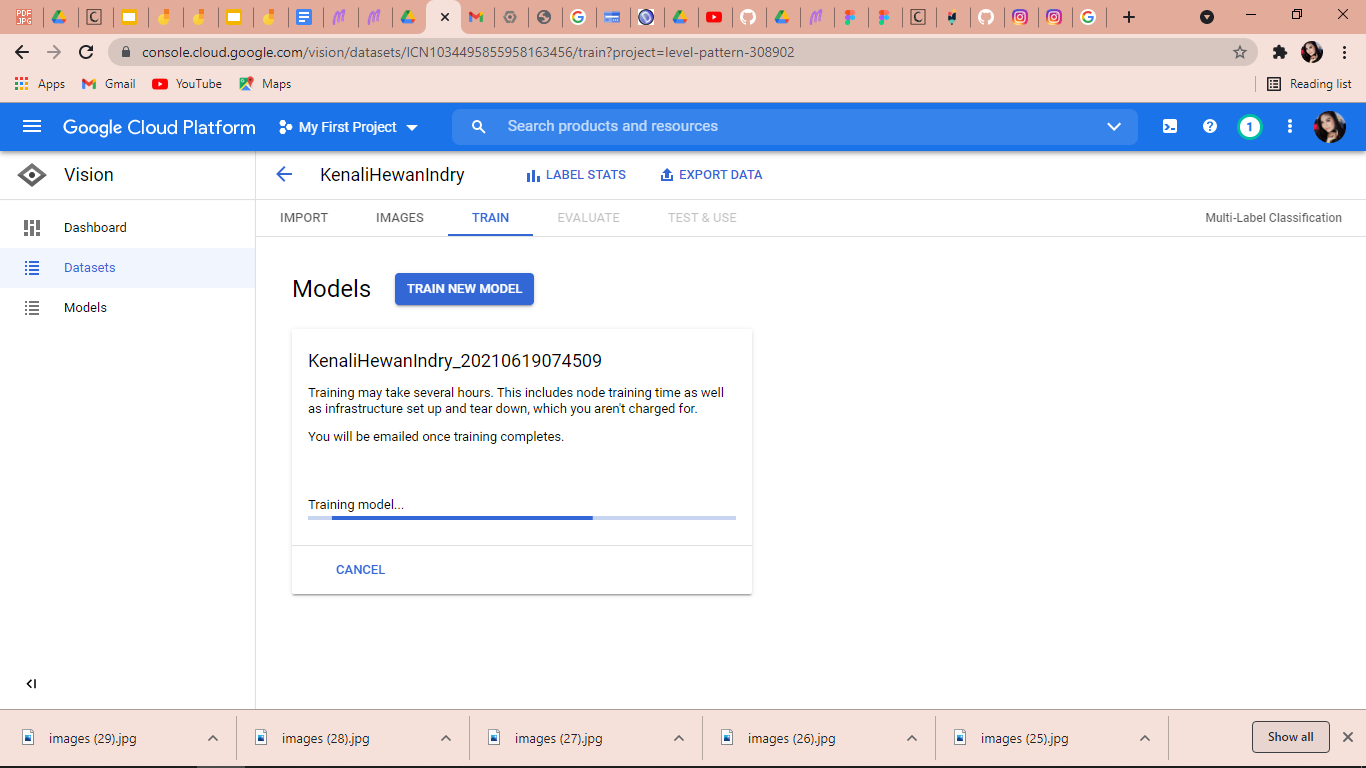 console.cloud.google.com/vision/datasets/ICN1034495855958163456/train?project=level-pattern-308902
Apps Gmail YouTube Maps Reading list
Google Cloud Platform My First Project Search products and resources 1
Vision KenaliHewanIndry LABEL STATS EXPORT DATA
IMPORT IMAGES TRAIN EVALUATE TEST & USE Multi-Label Classification
Dashboard
Datasets
Models
Models TRAIN NEW MODEL
KenaliHewanIndry_20210619074509
Training may take several hours. This includes node training time as well
as infrastructure set up and tear down, which you aren't charged for.
You will be emailed once training completes.
Training model...
CANCEL
images (29).jpg images (28).jpg images (27).jpg images (26).jpg images (25).jpg Show all